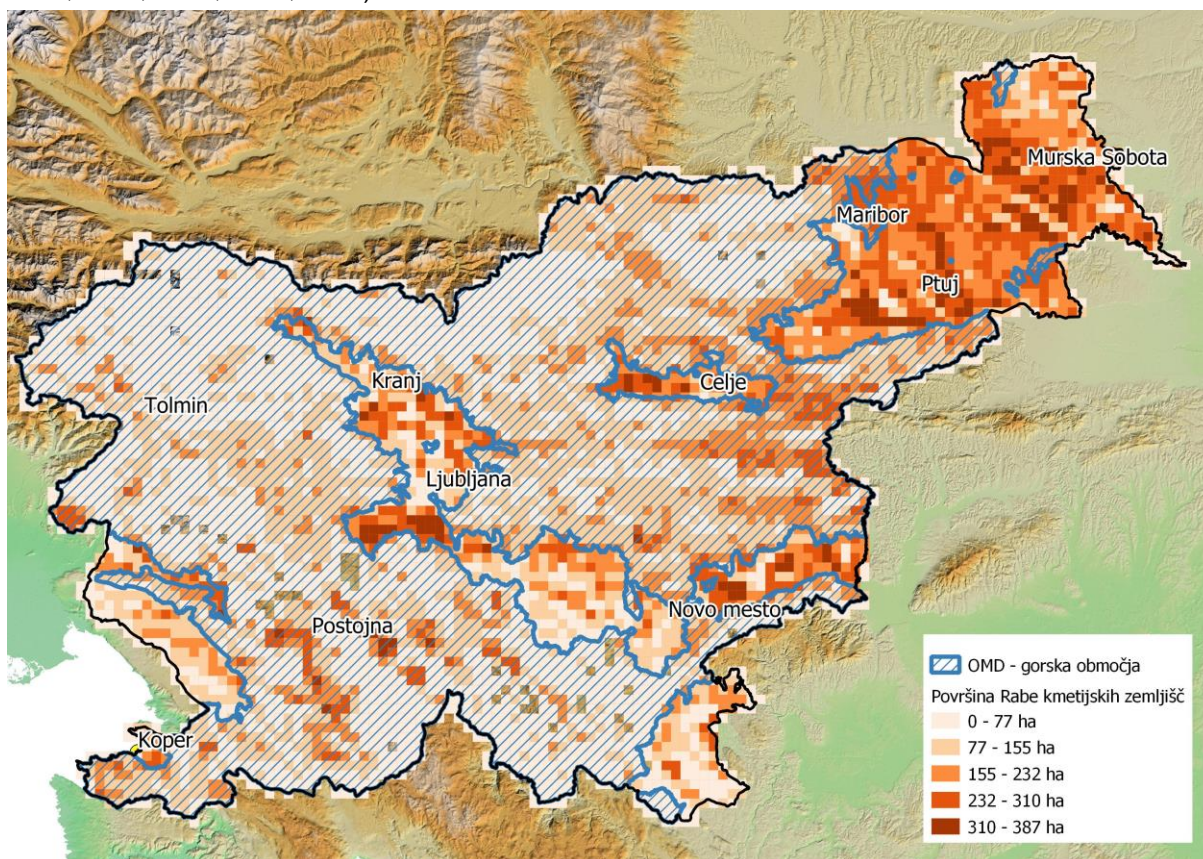 Murska Sobota
Maribor
Ptuj
Kranj
Celje
Tolmin
Ljubljana
Novo mesto
Postojna
Koper
OMD - gorska območja
Površina Rabe kmetijskih zemljišč
0 - 77 ha
77 - 155 ha
155 - 232 ha
232 - 310 ha
310 - 387 ha